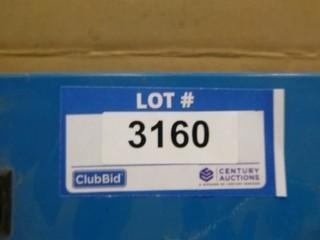 LOT #
3160
ClubBid
CENTURY
AUCTIONS